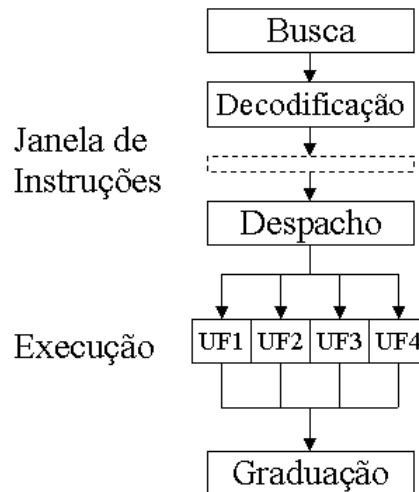 Busca
Decodificação
Janela de
Instruções
Despacho
Execução
UF1 UF2 UF3 UF4
Graduação